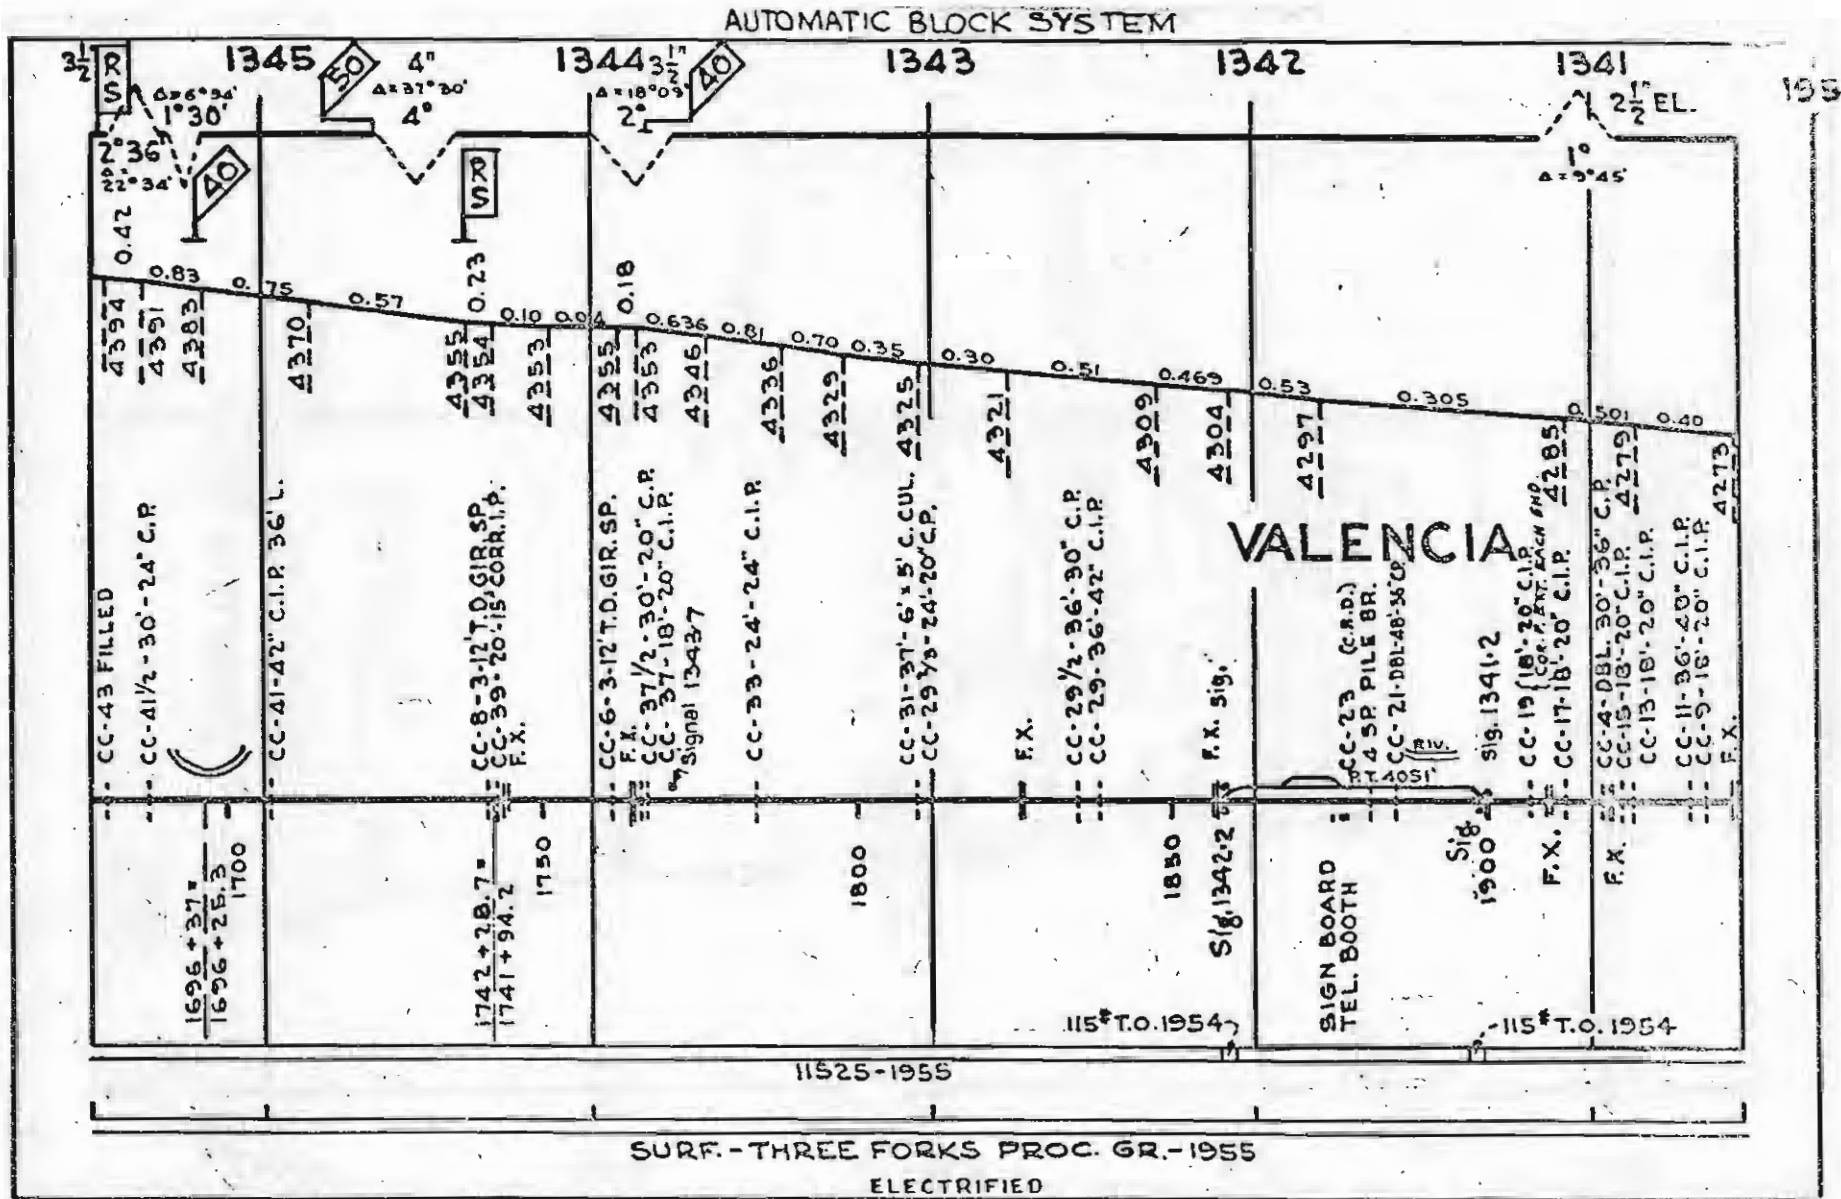 AUTOMATIC BLOCK SYSTEM
3½
RS
1345
50
4"
1344
3½"
40
1343
1342
1341
2½" EL.
195
Δ=6°94'
1°30'
Δ=37°30'
4°
Δ=18°03'
2°
2°36'
22°34'
40
RS
1°
Δ=9°45'
0.42
0.83
0.75
0.57
0.23
0.10
0.04
0.18
0.636
0.81
0.70
0.35
0.30
0.51
0.469
0.53
0.305
0.501
0.40
4394
4391
4383
4370
4355
4354
4353
4355
4353
4346
4336
4329
4325
4321
4309
4304
4297
4285
4279
4273
VALENCIA
CC-43 FILLED
CC-41½-30'-24" C.P.
CC-41-42" C.I.P. 36' L.
CC-8-3-12' T.D. GIR. SP.
CC-39-20'-15" CORR. I.P.
F.X.
CC-6-3-12' T.D. GIR. SP.
F.X.
CC-37½-30'-20" C.P.
CC-37-18'-20" C.I.P.
Signal 1343.7
CC-33-24'-24" C.I.P.
CC-31-37'-6'x5' CUL.
CC-29⅓-24'-20" C.P.
F.X.
CC-29½-36'-30" C.P.
CC-29-36'-42" C.I.P.
F.X. sig.
CC-23 (C.R.D.)
4 SP. PILE BR.
CC-21-DBL-48'-36" CP
P.T. 4051'
Sig. 1341.2
CC-19 (18'-20" C.I.P.
(COR. P. EXT. EACH END.
CC-17-18'-20" C.I.P.
CC-4-DBL. 30'-36" C.P.
CC-15-18'-20" C.I.P.
CC-13-18'-20" C.I.P.
CC-11-36'-40" C.I.P.
CC-9-18'-20" C.I.P.
F.X.
1696+37=
1696+25.3
1700
1742+28.7=
1741+94.2
1750
1800
1850
Sig. 1342.2
SIGN BOARD
TEL. BOOTH
Sig.
1900
F.X.
F.X.
115# T.O. 1954
115# T.O. 1954
11525-1955
SURF.-THREE FORKS PROC. GR.-1955
ELECTRIFIED